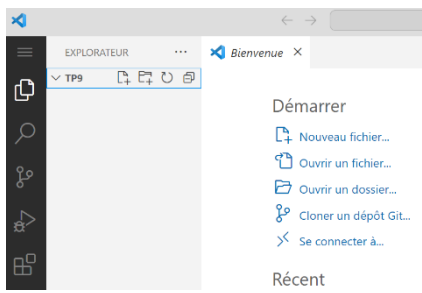 EXPLORATEUR ...
Bienvenue
TP9
Démarrer
Nouveau fichier...
Ouvrir un fichier...
Ouvrir un dossier...
Cloner un dépôt Git...
Se connecter à...
Récent